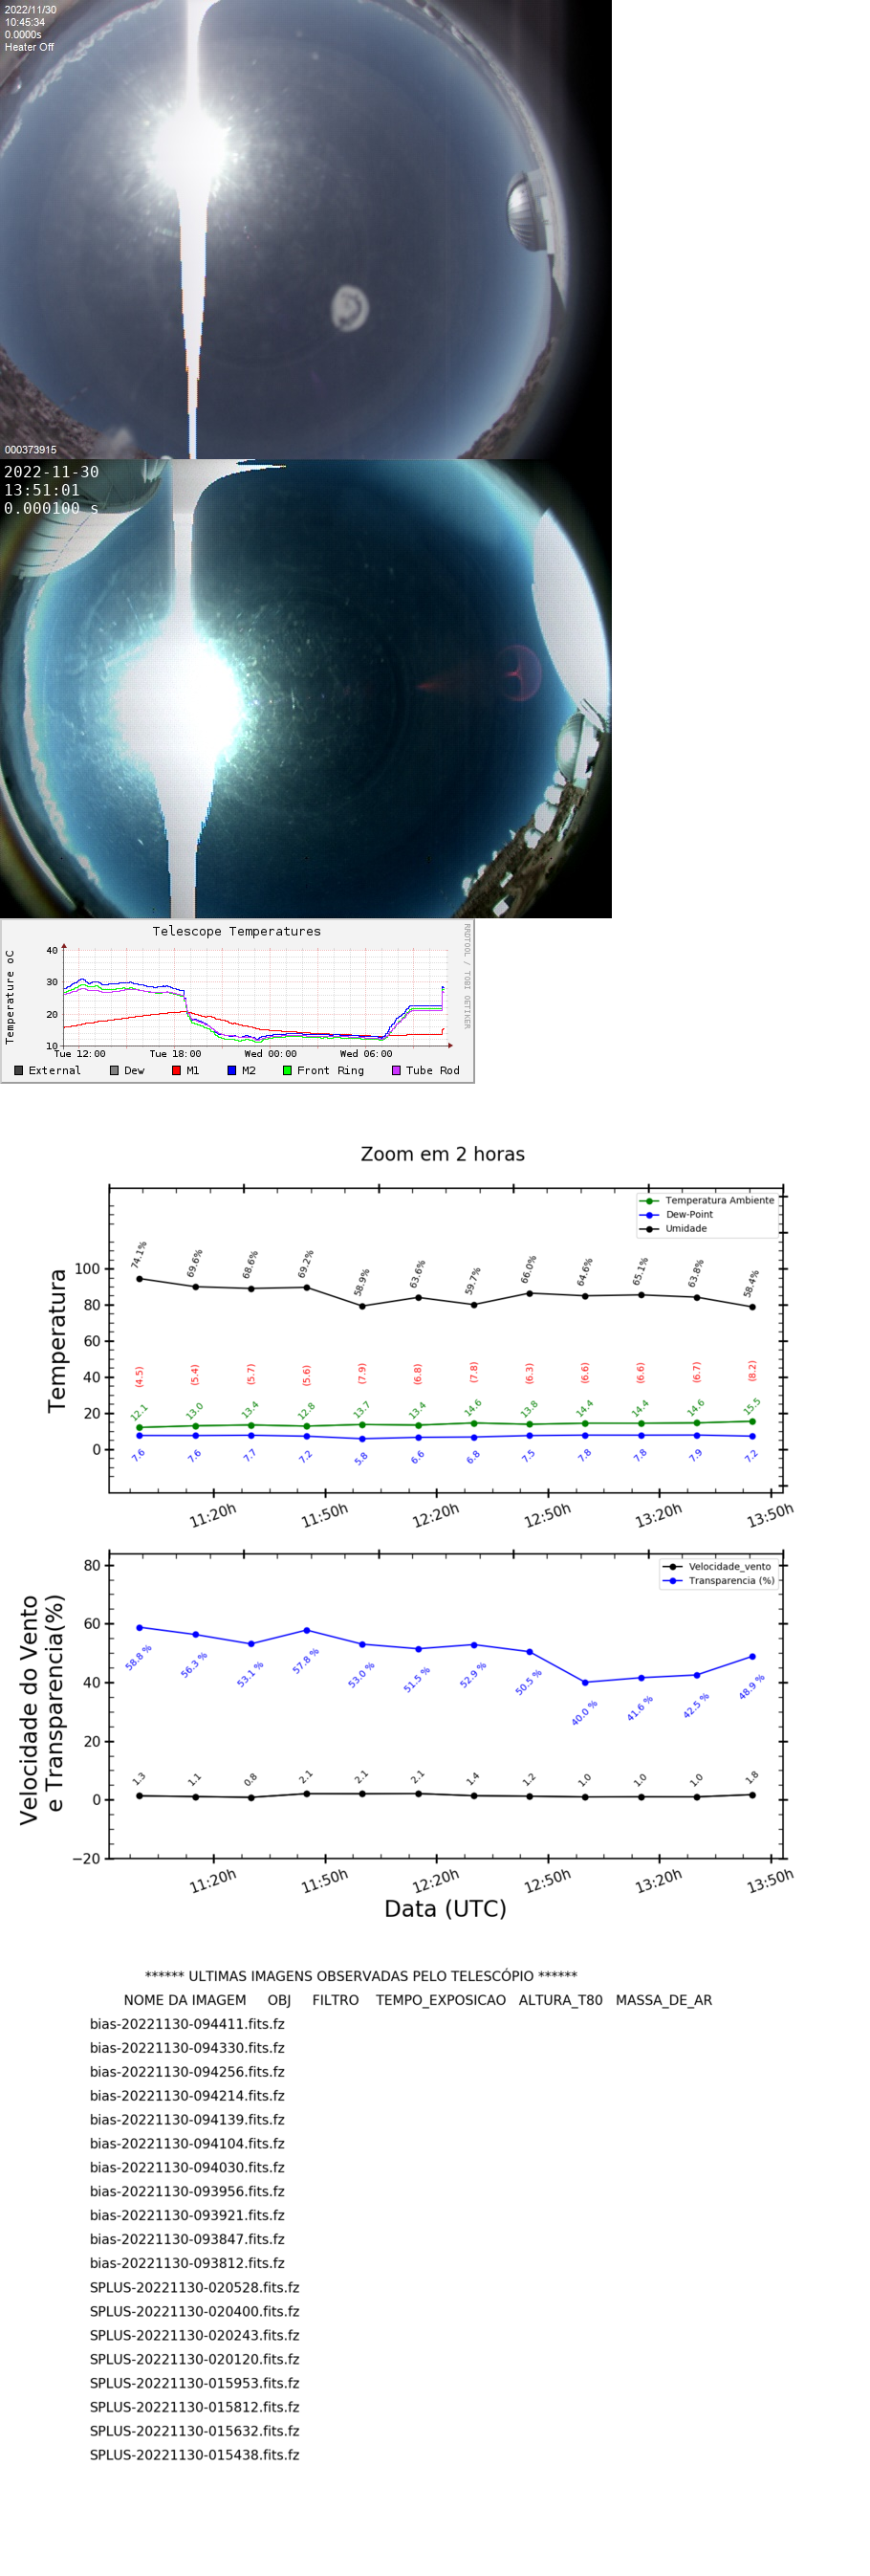 2022/11/30
10:45:34
0.0000s
Heater Off
000373915
2022-11-30
13:51:01
0.000100 s
Telescope Temperatures
RRDTOOL / TOBI OETIKER
Temperature oC
40
30
20
10
Tue 12:00 Tue 18:00 Wed 00:00 Wed 06:00
External Dew M1 M2 Front Ring Tube Rod
Zoom em 2 horas
Temperatura Ambiente
Dew-Point
Umidade
Temperatura
100
80
60
40
20
0
74.1% 69.6% 68.6% 69.2% 58.9% 63.6% 59.7% 66.0% 64.6% 65.1% 63.8% 58.4%
(4.5) (5.4) (5.7) (5.6) (7.9) (6.8) (7.8) (6.3) (6.6) (6.6) (6.7) (8.2)
12.1 13.0 13.4 12.8 13.7 13.4 14.6 13.8 14.4 14.4 14.6 15.5
7.6 7.6 7.7 7.2 5.8 6.6 6.8 7.5 7.8 7.8 7.9 7.2
11:20h 11:50h 12:20h 12:50h 13:20h 13:50h
Velocidade_vento
Transparencia (%)
Velocidade do Vento
e Transparencia(%)
80
60
40
20
0
−20
58.8 % 56.3 % 53.1 % 57.8 % 53.0 % 51.5 % 52.9 % 50.5 % 40.0 % 41.6 % 42.5 % 48.9 %
1.3 1.1 0.8 2.1 2.1 2.1 1.4 1.2 1.0 1.0 1.0 1.8
11:20h 11:50h 12:20h 12:50h 13:20h 13:50h
Data (UTC)
****** ULTIMAS IMAGENS OBSERVADAS PELO TELESCÓPIO ******
NOME DA IMAGEM OBJ FILTRO TEMPO_EXPOSICAO ALTURA_T80 MASSA_DE_AR
bias-20221130-094411.fits.fz
bias-20221130-094330.fits.fz
bias-20221130-094256.fits.fz
bias-20221130-094214.fits.fz
bias-20221130-094139.fits.fz
bias-20221130-094104.fits.fz
bias-20221130-094030.fits.fz
bias-20221130-093956.fits.fz
bias-20221130-093921.fits.fz
bias-20221130-093847.fits.fz
bias-20221130-093812.fits.fz
SPLUS-20221130-020528.fits.fz
SPLUS-20221130-020400.fits.fz
SPLUS-20221130-020243.fits.fz
SPLUS-20221130-020120.fits.fz
SPLUS-20221130-015953.fits.fz
SPLUS-20221130-015812.fits.fz
SPLUS-20221130-015632.fits.fz
SPLUS-20221130-015438.fits.fz